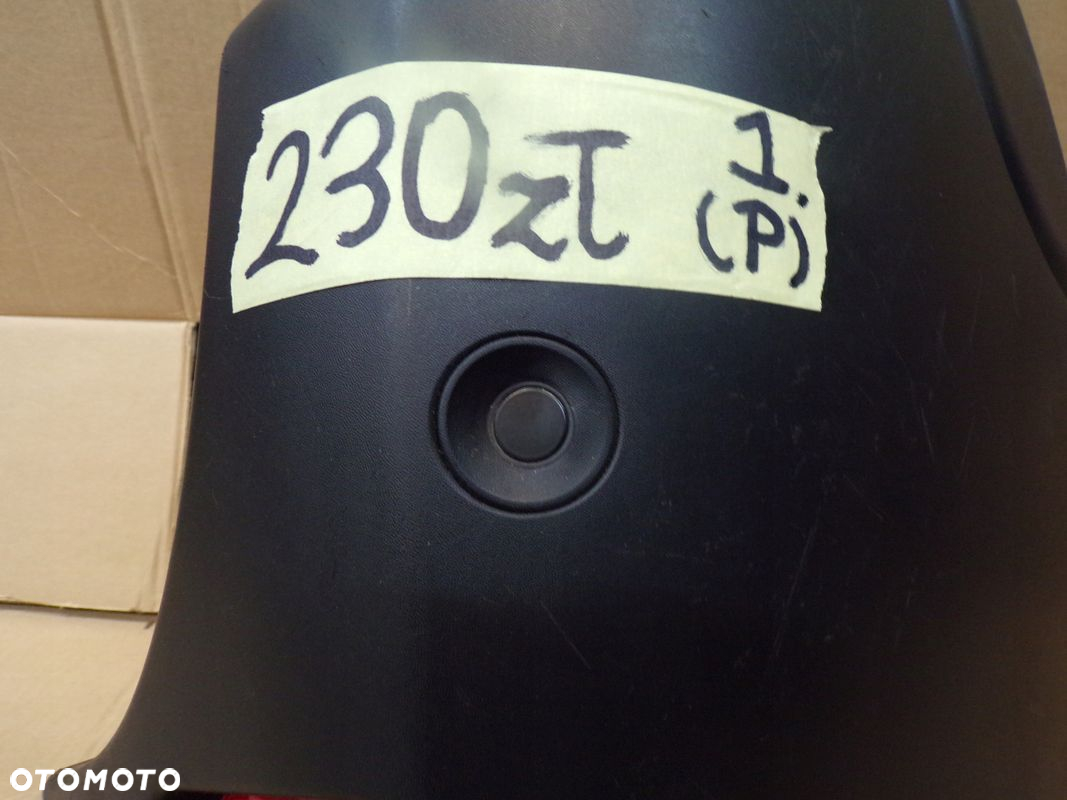 230zł 1.
(P)
OTOMOTO